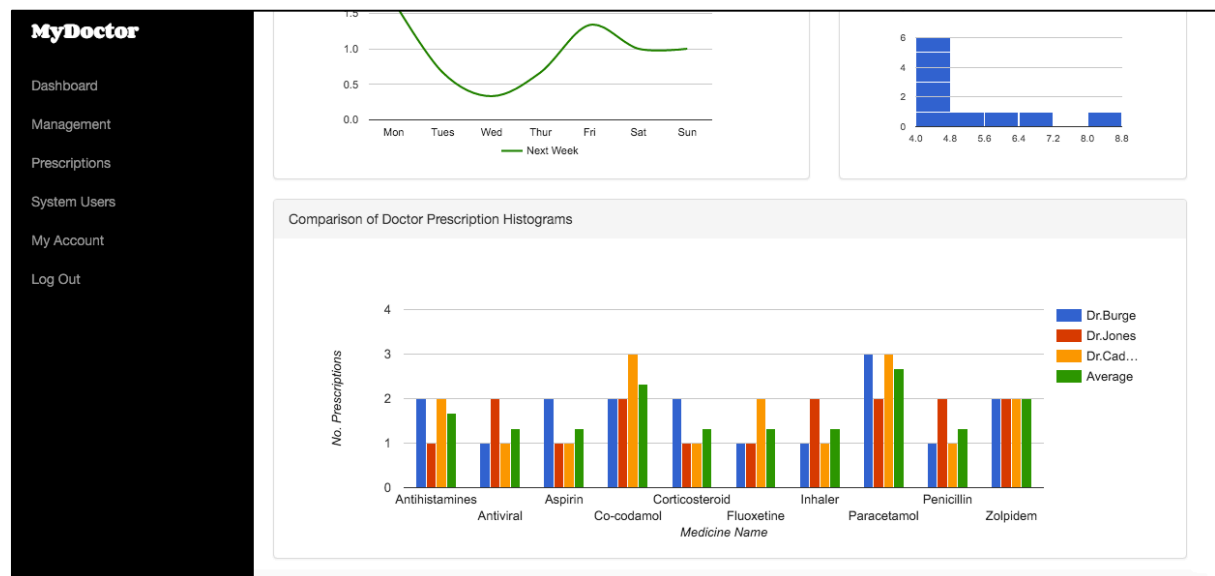 MyDoctor
Dashboard
Management
Prescriptions
System Users
My Account
Log Out
1.5
1.0
0.5
0.0
Mon Tues Wed Thur Fri Sat Sun
Next Week
6
4
2
0
4.0 4.8 5.6 6.4 7.2 8.0 8.8
Comparison of Doctor Prescription Histograms
4
3
2
1
0
No. Prescriptions
Antihistamines Aspirin Corticosteroid Inhaler Penicillin
Antiviral Co-codamol Fluoxetine Paracetamol Zolpidem
Medicine Name
Dr.Burge
Dr.Jones
Dr.Cad...
Average